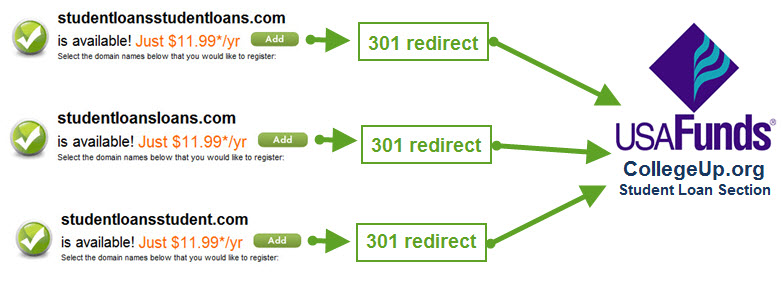 studentloansstudentloans.com
is available! Just $11.99*/yr Add
Select the domain names below that you would like to register:
301 redirect
studentloansloans.com
is available! Just $11.99*/yr Add
Select the domain names below that you would like to register:
301 redirect
studentloansstudent.com
is available! Just $11.99*/yr Add
Select the domain names below that you would like to register:
301 redirect
USAFunds®
CollegeUp.org
Student Loan Section